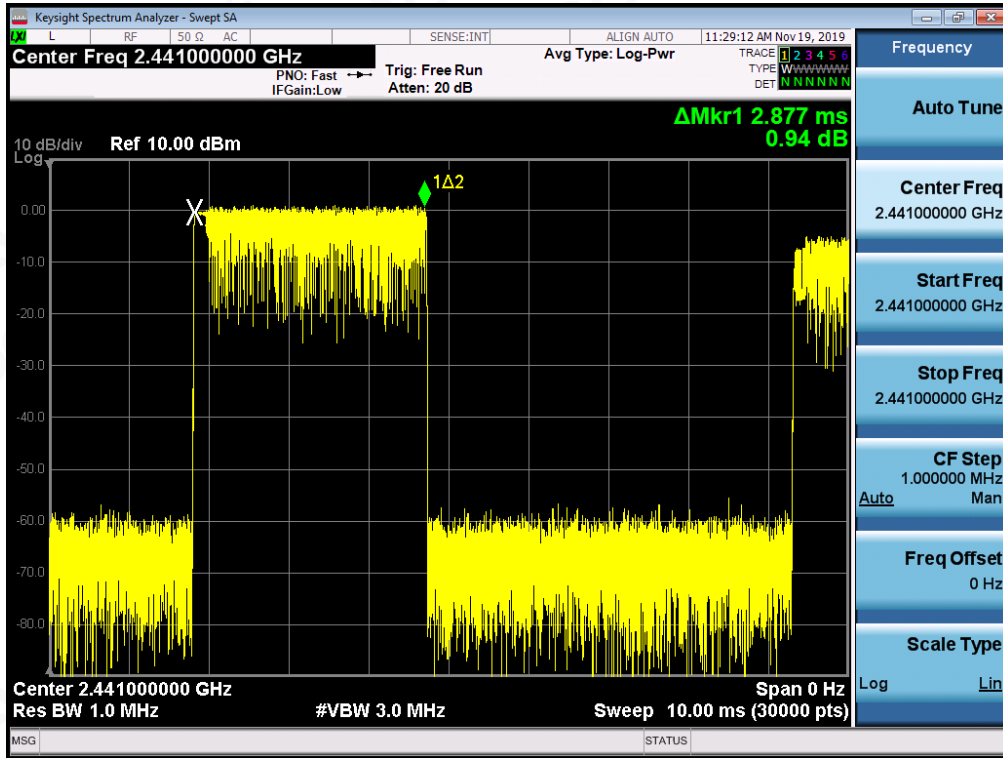 Keysight Spectrum Analyzer - Swept SA
LXI L RF 50 Ω AC SENSE:INT ALIGN AUTO 11:29:12 AM Nov 19, 2019
Center Freq 2.441000000 GHz
PNO: Fast
IFGain:Low
Trig: Free Run
Atten: 20 dB
Avg Type: Log-Pwr
TRACE 1 2 3 4 5 6
TYPE WWWWWW
DET N N N N N N
ΔMkr1 2.877 ms
0.94 dB
10 dB/div Ref 10.00 dBm
Log
1Δ2
X
0.00
-10.0
-20.0
-30.0
-40.0
-50.0
-60.0
-70.0
-80.0
Center 2.441000000 GHz Span 0 Hz
Res BW 1.0 MHz #VBW 3.0 MHz Sweep 10.00 ms (30000 pts)
MSG STATUS
Frequency
Auto Tune
Center Freq
2.441000000 GHz
Start Freq
2.441000000 GHz
Stop Freq
2.441000000 GHz
CF Step
1.000000 MHz
Auto Man
Freq Offset
0 Hz
Scale Type
Log Lin